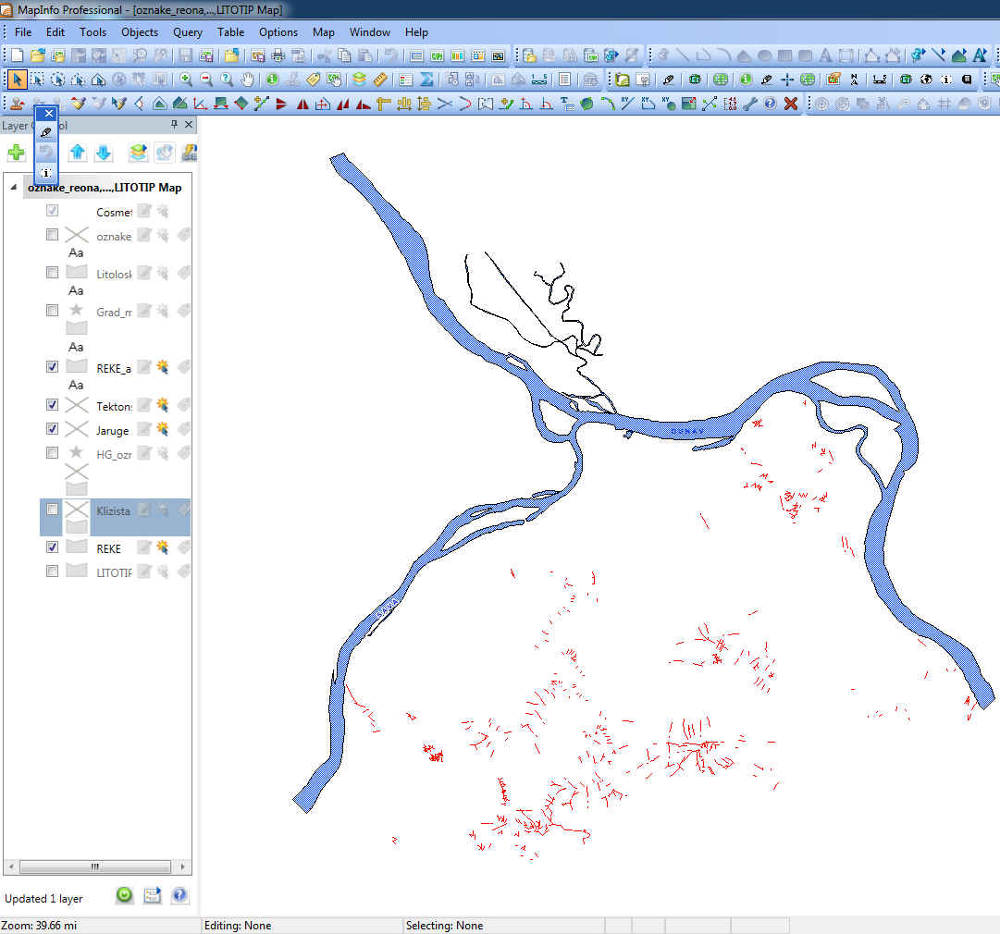 MapInfo Professional - [oznake_reona,...,LITOTIP Map]
File Edit Tools Objects Query Table Options Map Window Help
Layer C
ol
oznake_reona,...,LITOTIP Map
Cosmet
oznake
Aa
Litolosk
Aa
Grad_m
Aa
REKE_a
Aa
Tektons
Jaruge
HG_ozr
Klizista
REKE
LITOTIP
DUNAV
SAVA
Updated 1 layer
Zoom: 39.66 mi
Editing: None
Selecting: None